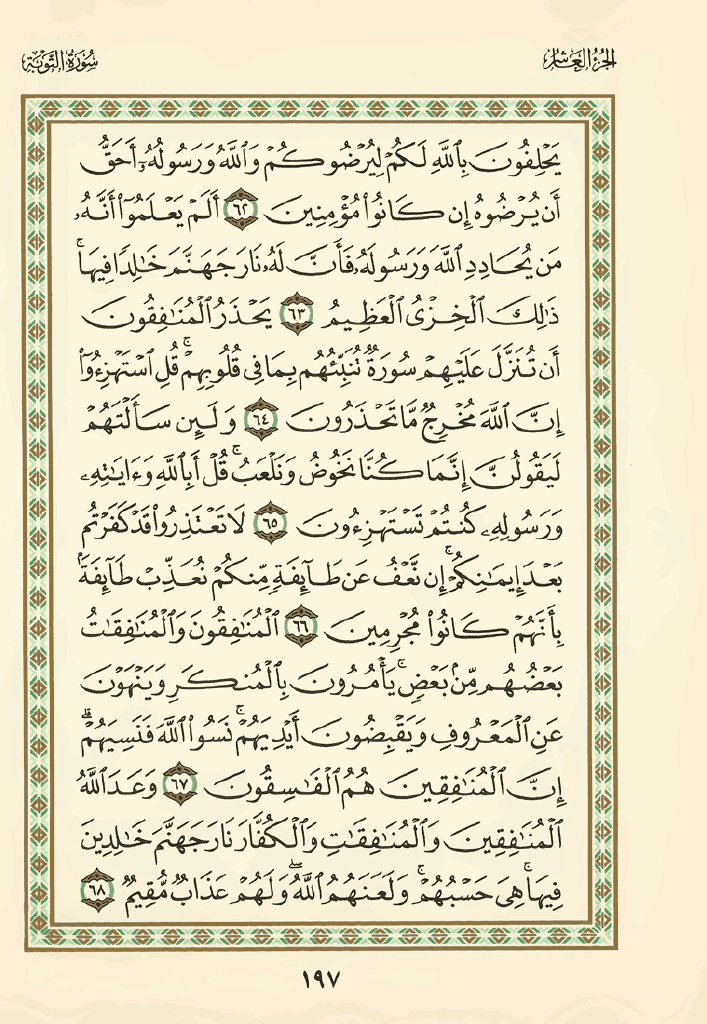 الجزء العاشر
سورة التوبة
يَحْلِفُونَ بِٱللَّهِ لَكُمْ لِيُرْضُوكُمْ وَٱللَّهُ وَرَسُولُهُۥٓ أَحَقُّ
أَن يُرْضُوهُ إِن كَانُوا۟ مُؤْمِنِينَ ٦٢ أَلَمْ يَعْلَمُوٓا۟ أَنَّهُۥ
مَن يُحَادِدِ ٱللَّهَ وَرَسُولَهُۥ فَأَنَّ لَهُۥ نَارَ جَهَنَّمَ خَٰلِدًا فِيهَا ۚ
ذَٰلِكَ ٱلْخِزْىُ ٱلْعَظِيمُ ٦٣ يَحْذَرُ ٱلْمُنَٰفِقُونَ
أَن تُنَزَّلَ عَلَيْهِمْ سُورَةٌ تُنَبِّئُهُم بِمَا فِى قُلُوبِهِمْ ۚ قُلِ ٱسْتَهْزِءُوٓا۟
إِنَّ ٱللَّهَ مُخْرِجٌ مَّا تَحْذَرُونَ ٦٤ وَلَئِن سَأَلْتَهُمْ
لَيَقُولُنَّ إِنَّمَا كُنَّا نَخُوضُ وَنَلْعَبُ ۚ قُلْ أَبِٱللَّهِ وَءَايَٰتِهِۦ
وَرَسُولِهِۦ كُنتُمْ تَسْتَهْزِءُونَ ٦٥ لَا تَعْتَذِرُوا۟ قَدْ كَفَرْتُم
بَعْدَ إِيمَٰنِكُمْ ۚ إِن نَّعْفُ عَن طَآئِفَةٍ مِّنكُمْ نُعَذِّبْ طَآئِفَةًۢ
بِأَنَّهُمْ كَانُوا۟ مُجْرِمِينَ ٦٦ ٱلْمُنَٰفِقُونَ وَٱلْمُنَٰفِقَٰتُ
بَعْضُهُم مِّنۢ بَعْضٍ ۚ يَأْمُرُونَ بِٱلْمُنكَرِ وَيَنْهَوْنَ
عَنِ ٱلْمَعْرُوفِ وَيَقْبِضُونَ أَيْدِيَهُمْ ۚ نَسُوا۟ ٱللَّهَ فَنَسِيَهُمْ ۗ
إِنَّ ٱلْمُنَٰفِقِينَ هُمُ ٱلْفَٰسِقُونَ ٦٧ وَعَدَ ٱللَّهُ
ٱلْمُنَٰفِقِينَ وَٱلْمُنَٰفِقَٰتِ وَٱلْكُفَّارَ نَارَ جَهَنَّمَ خَٰلِدِينَ
فِيهَا ۚ هِىَ حَسْبُهُمْ ۚ وَلَعَنَهُمُ ٱللَّهُ ۖ وَلَهُمْ عَذَابٌ مُّقِيمٌ ٦٨
١٩٧